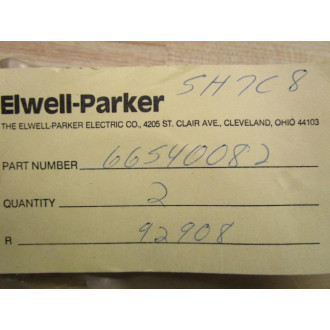 5H7C8
Elwell-Parker
THE ELWELL-PARKER ELECTRIC CO., 4205 ST. CLAIR AVE., CLEVELAND, OHIO 44103
PART NUMBER 66540082
QUANTITY 2
R 92908